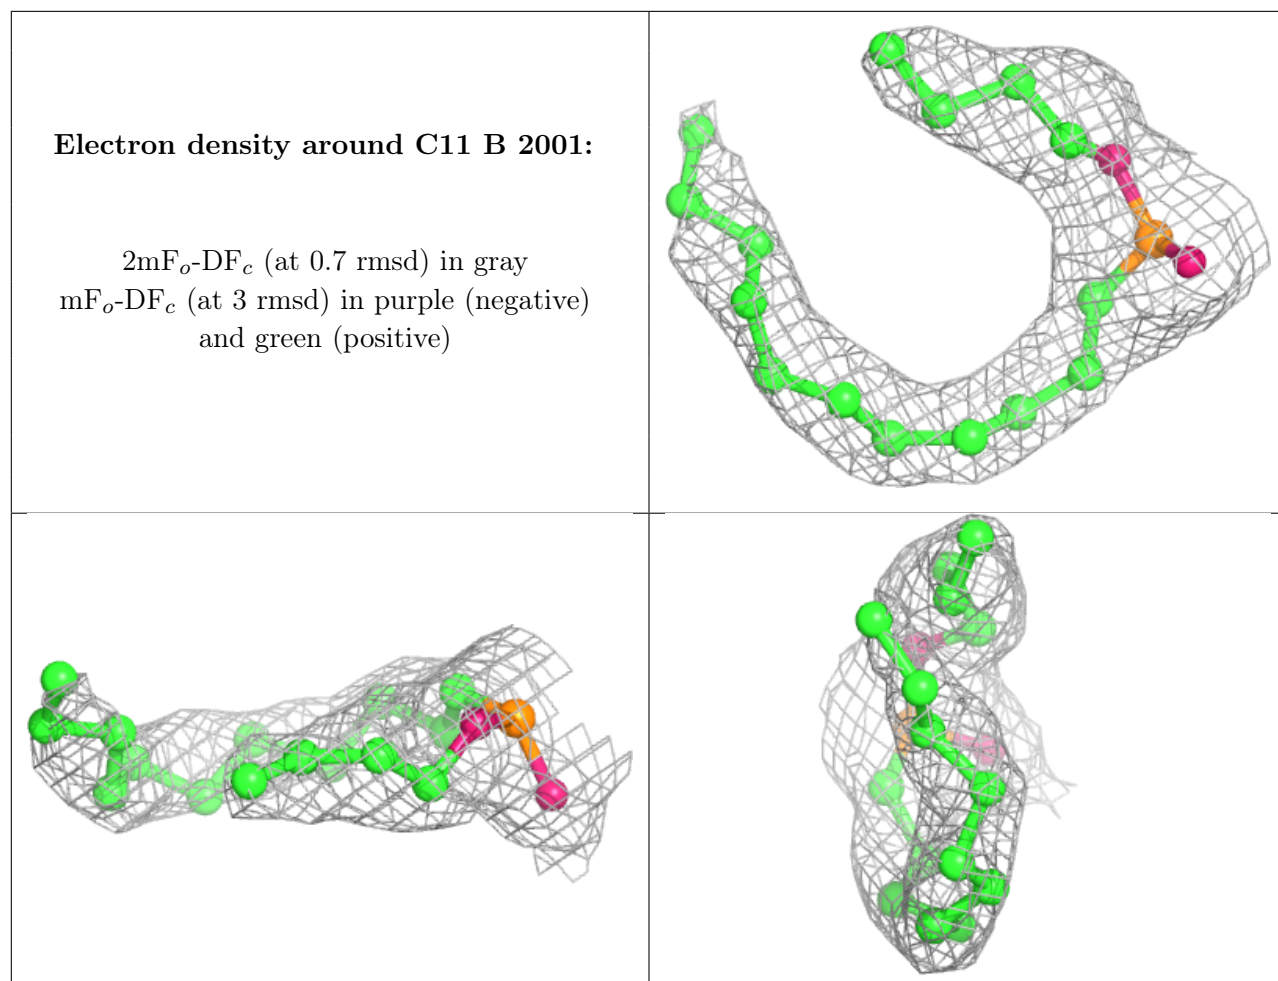 Electron density around C11 B 2001:
2mFo-DFc (at 0.7 rmsd) in gray
mFo-DFc (at 3 rmsd) in purple (negative)
and green (positive)